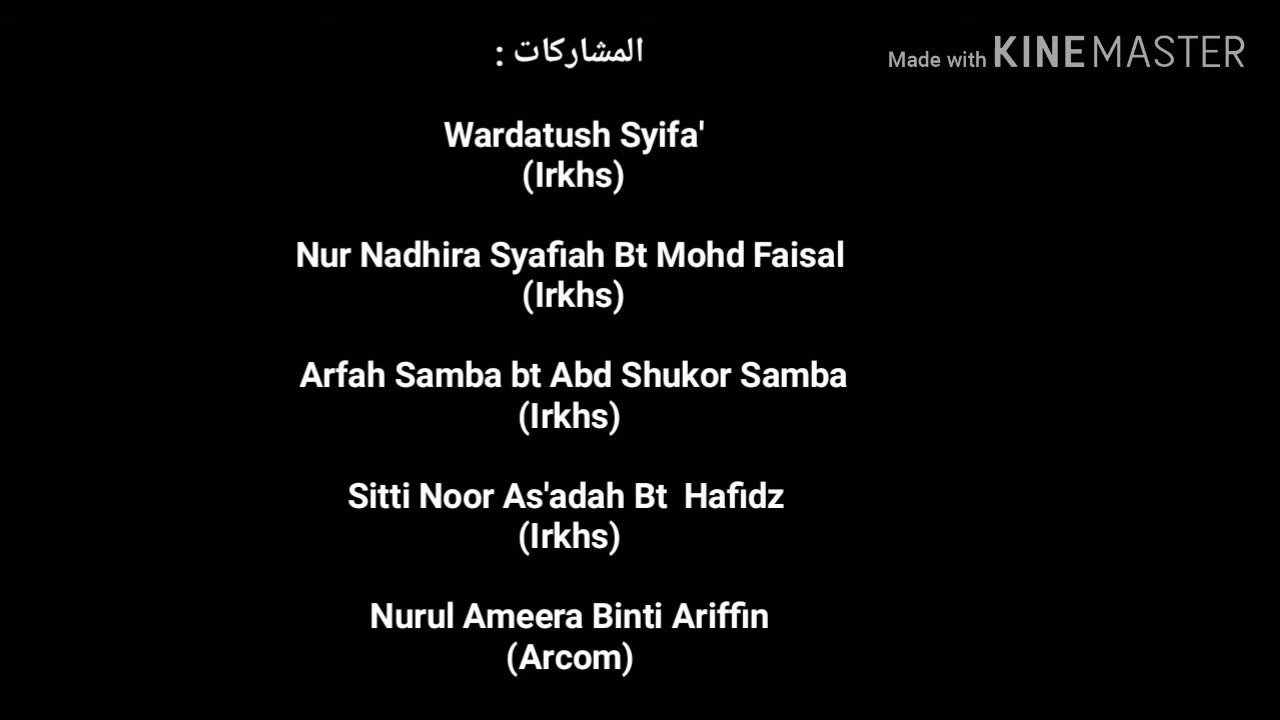 المشاركات :
Made with KINEMASTER
Wardatush Syifa'
(Irkhs)
Nur Nadhira Syafiah Bt Mohd Faisal
(Irkhs)
Arfah Samba bt Abd Shukor Samba
(Irkhs)
Sitti Noor As'adah Bt  Hafidz
(Irkhs)
Nurul Ameera Binti Ariffin
(Arcom)